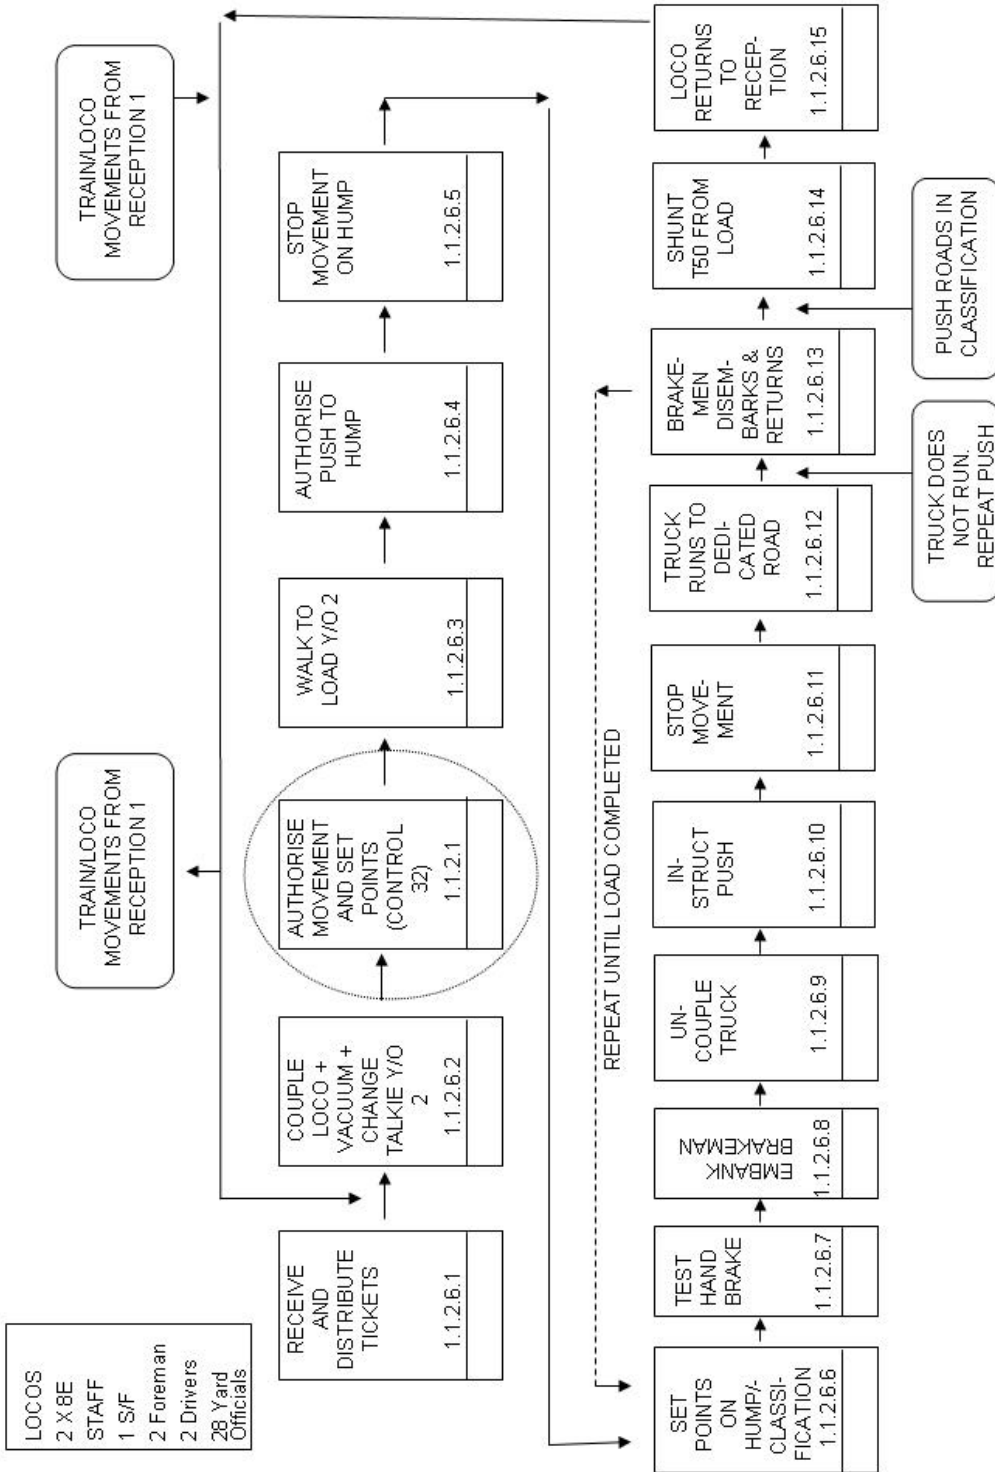 LOCOS
2 X 8E
STAFF
1 S/F
2 Foreman
2 Drivers
28 Yard
Officials
TRAIN/LOCO
MOVEMENTS FROM
RECEPTION 1
TRAIN/LOCO
MOVEMENTS FROM
RECEPTION 1
RECEIVE
AND
DISTRIBUTE
TICKETS
1.1.2.6.1
COUPLE
LOCO +
VACUUM +
CHANGE
TALKIE Y/O
2
1.1.2.6.2
AUTHORISE
MOVEMENT
AND SET
POINTS
(CONTROL
32)
1.1.2.1
WALK TO
LOAD Y/O 2
1.1.2.6.3
AUTHORISE
PUSH TO
HUMP
1.1.2.6.4
STOP
MOVEMENT
ON HUMP
1.1.2.6.5
REPEAT UNTIL LOAD COMPLETED
SET
POINTS
ON
HUMP/-
CLASSI-
FICATION
1.1.2.6.6
TEST
HAND
BRAKE
1.1.2.6.7
EMBANK
BRAKEMAN
1.1.2.6.8
UN-
COUPLE
TRUCK
1.1.2.6.9
IN-
STRUCT
PUSH
1.1.2.6.10
STOP
MOVE-
MENT
1.1.2.6.11
TRUCK
RUNS TO
DEDI-
CATED
ROAD
1.1.2.6.12
BRAKE-
MEN
DISEM-
BARKS &
RETURNS
1.1.2.6.13
SHUNT
T50 FROM
LOAD
1.1.2.6.14
LOCO
RETURNS
TO
RECEP-
TION
1.1.2.6.15
TRUCK DOES
NOT RUN.
REPEAT PUSH
PUSH ROADS IN
CLASSIFICATION